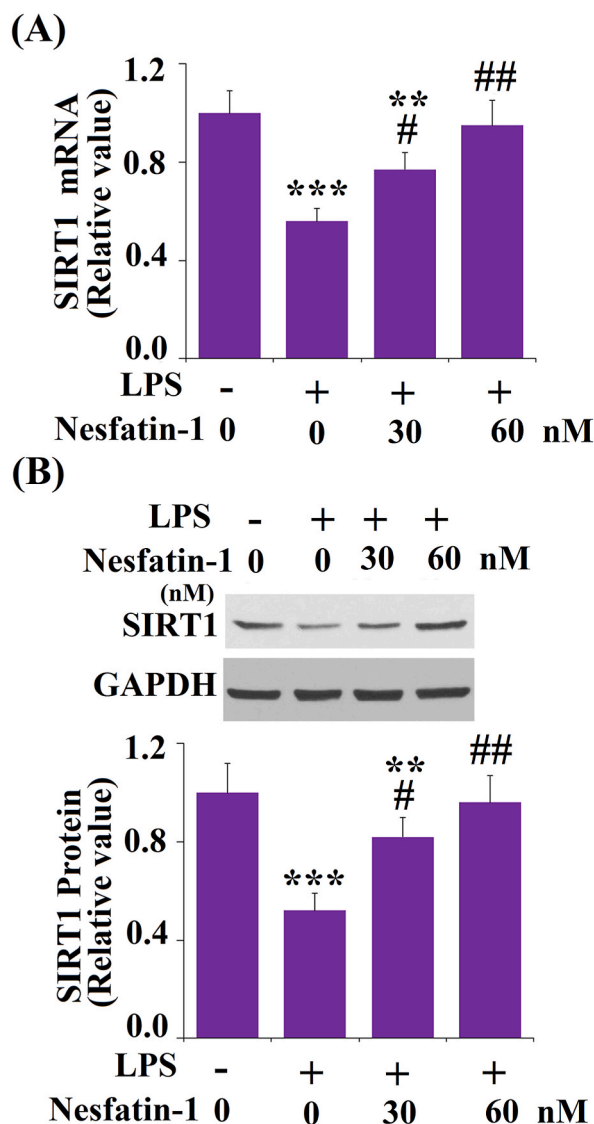 (A)
SIRT1 mRNA
(Relative value)
1.2
0.8
0.4
0.0
***
**
#
##
LPS - + + +
Nesfatin-1 0 0 30 60 nM
(B)
LPS - + + +
Nesfatin-1 0 0 30 60 nM
(nM)
SIRT1
GAPDH
SIRT1 Protein
(Relative value)
1.2
0.8
0.4
0.0
***
**
#
##
LPS - + + +
Nesfatin-1 0 0 30 60 nM